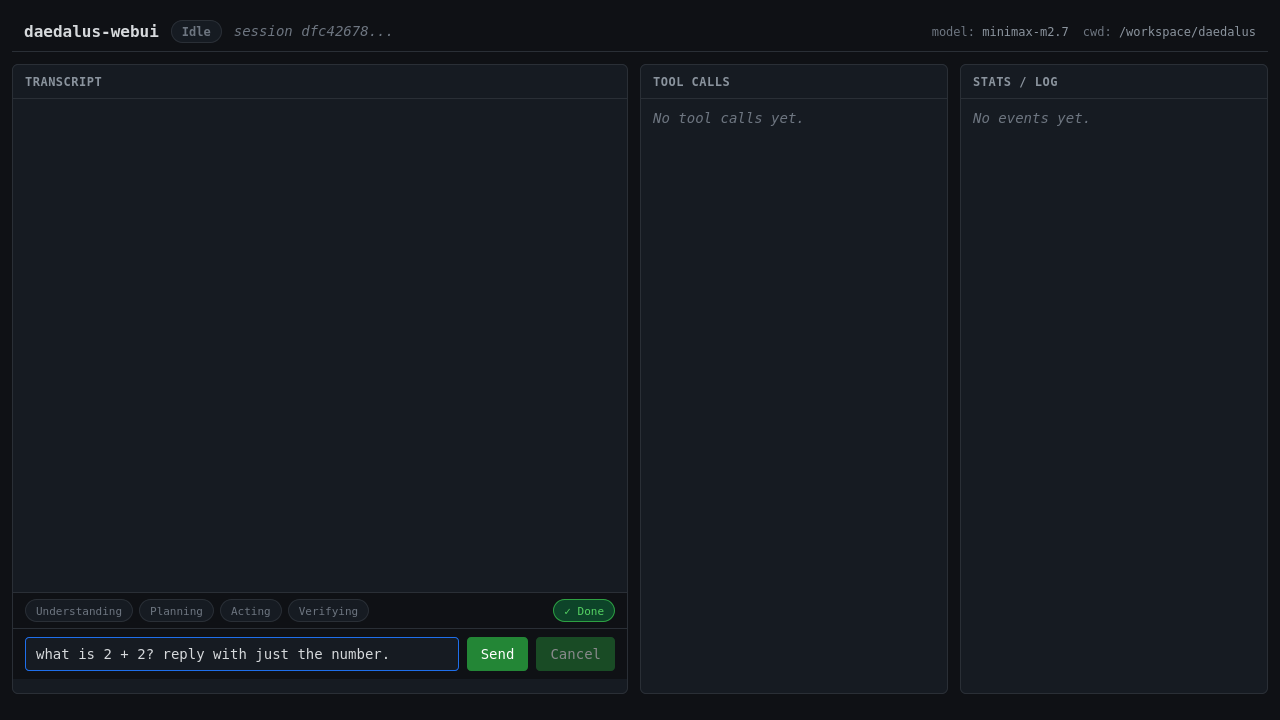 daedalus-webui Idle session dfc42678... model: minimax-m2.7 cwd: /workspace/daedalus
TRANSCRIPT
TOOL CALLS
No tool calls yet.
STATS / LOG
No events yet.
Understanding Planning Acting Verifying ✓ Done
what is 2 + 2? reply with just the number. Send Cancel